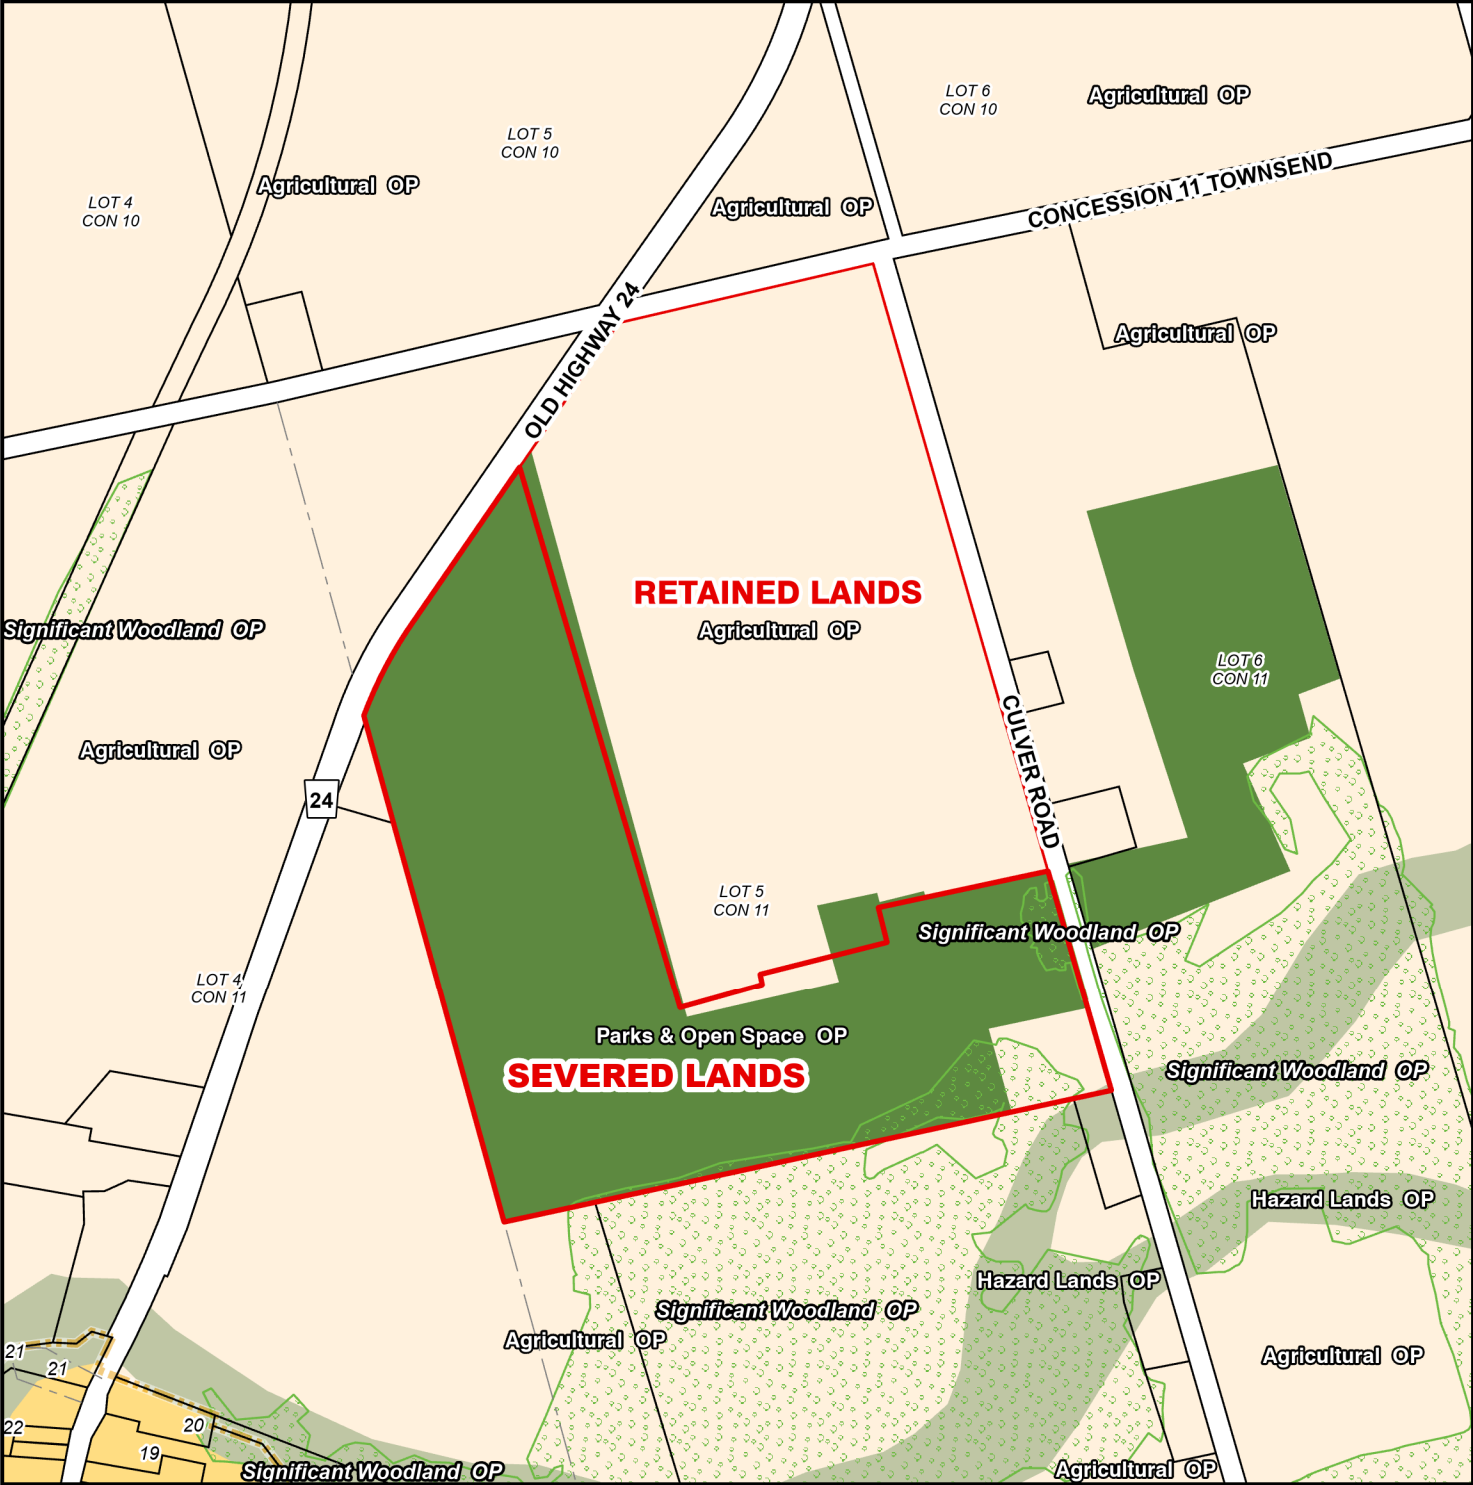 LOT 6
CON 10
Agricultural OP
LOT 5
CON 10
Agricultural OP
LOT 4
CON 10
Agricultural OP
CONCESSION 11 TOWNSEND
OLD HIGHWAY 24
Agricultural OP
RETAINED LANDS
Agricultural OP
Significant Woodland OP
LOT 6
CON 11
Agricultural OP
CULVER ROAD
24
LOT 5
CON 11
Significant Woodland OP
LOT 4
CON 11
Parks & Open Space OP
SEVERED LANDS
Significant Woodland OP
Hazard Lands OP
Hazard Lands OP
Significant Woodland OP
Agricultural OP
Agricultural OP
21
21
22
20
19
Significant Woodland OP
Agricultural OP